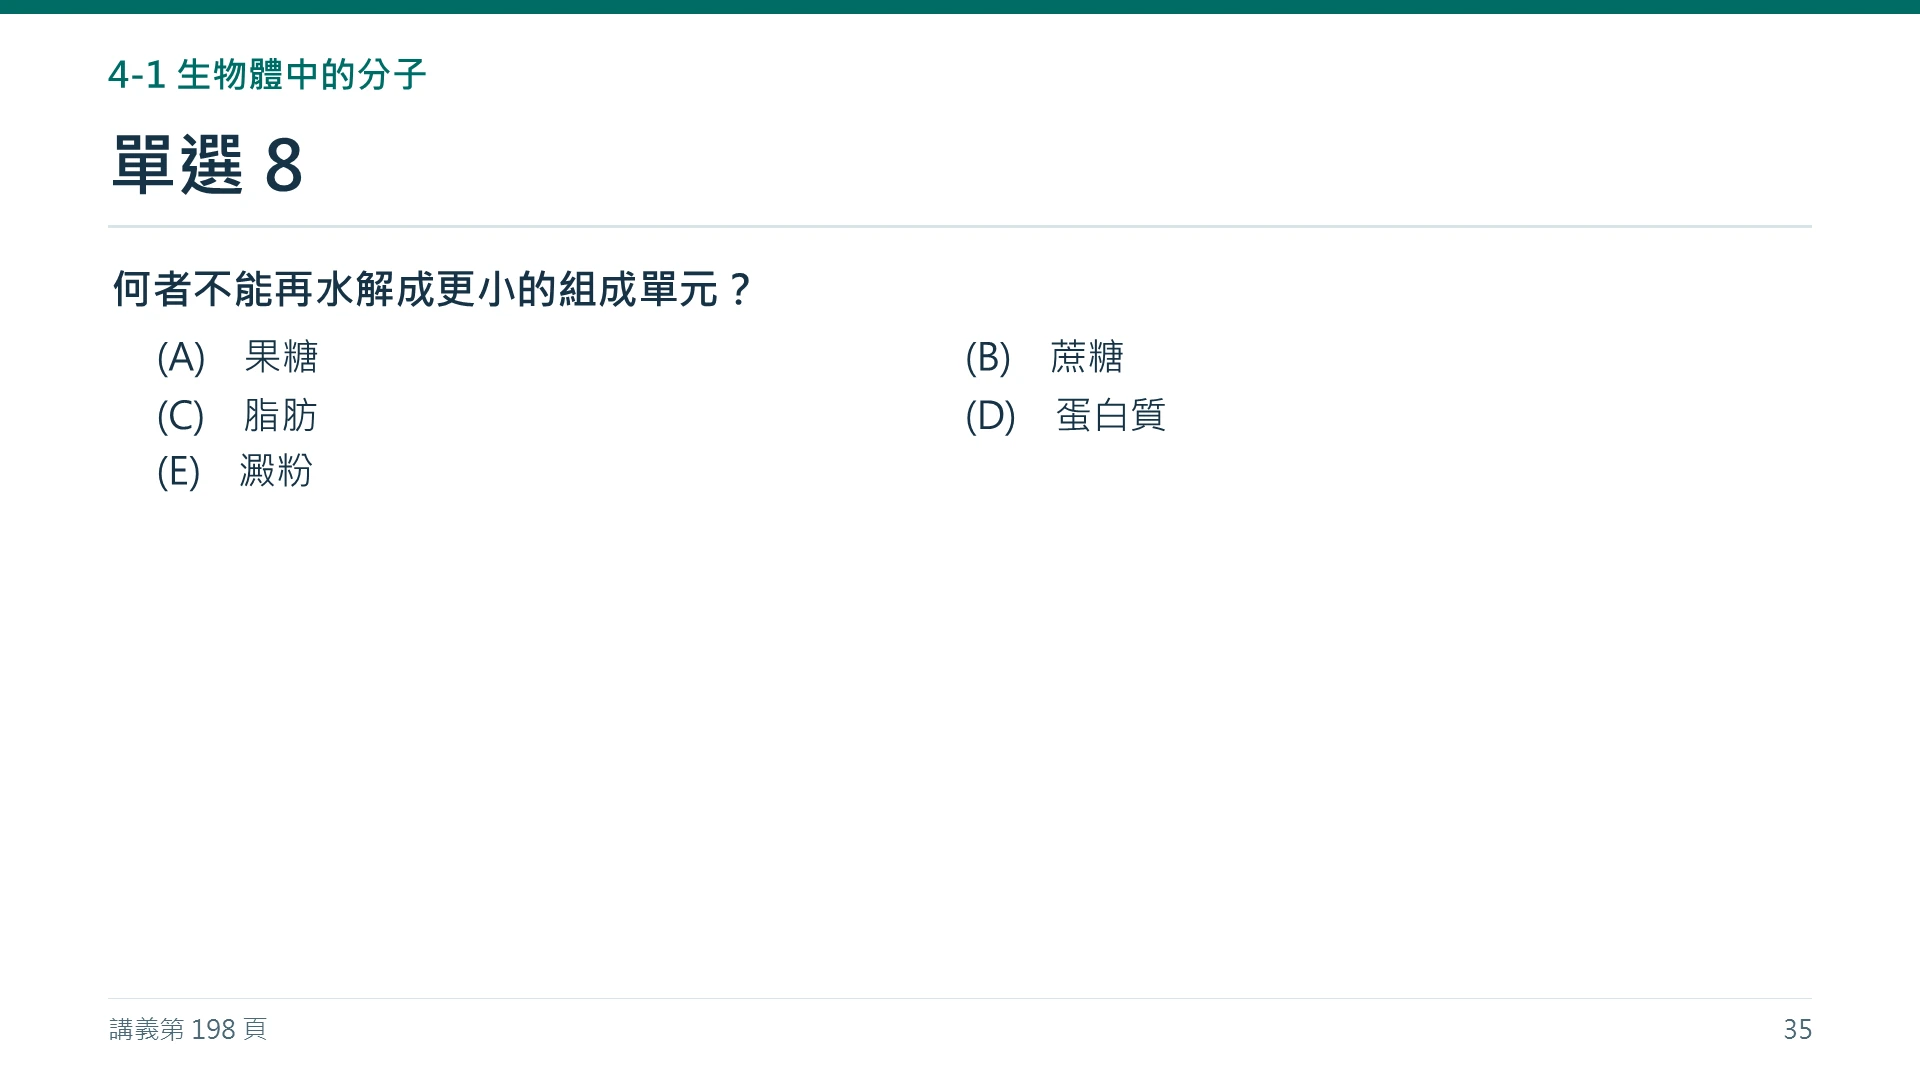 4-1 生物體中的分子
單選 8
何者不能再水解成更小的組成單元？
(A) 果糖
(B) 蔗糖
(C) 脂肪
(D) 蛋白質
(E) 澱粉
講義第 198 頁
35